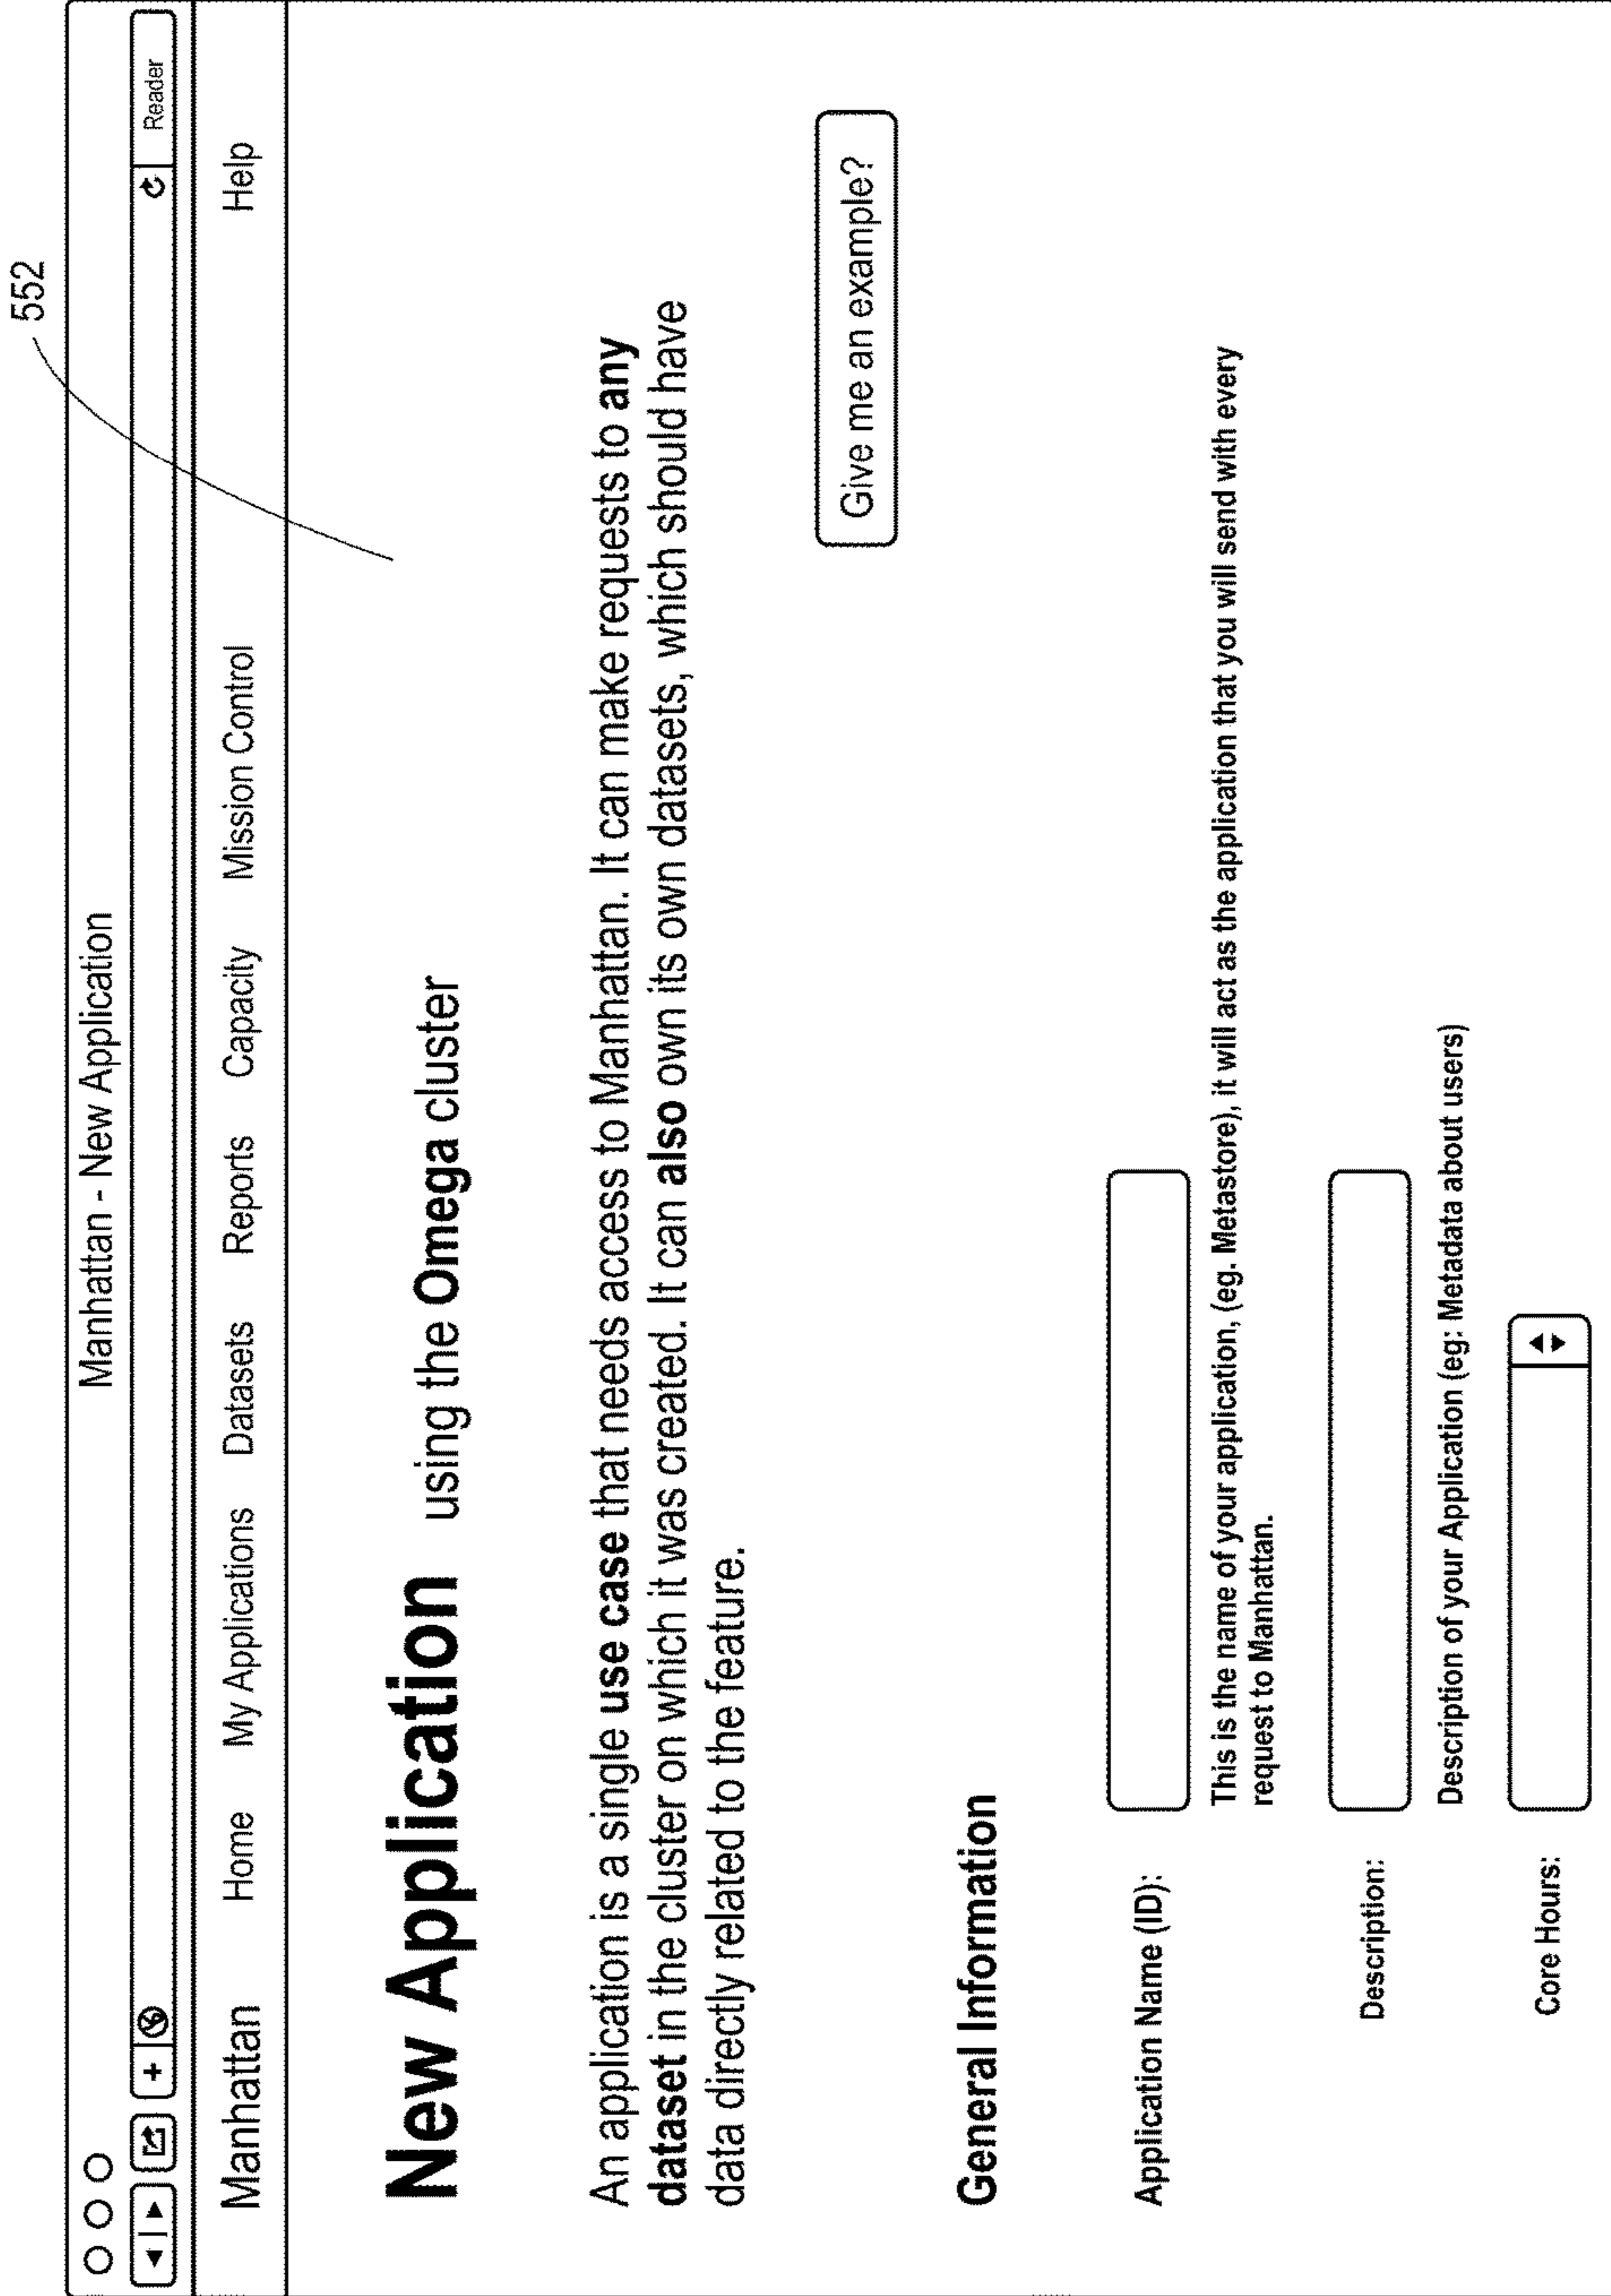 552
Manhattan - New Application
Reader
Manhattan Home My Applications Datasets Reports Capacity Mission Control Help
New Application using the Omega cluster
An application is a single use case that needs access to Manhattan. It can make requests to any
dataset in the cluster on which it was created. It can also own its own datasets, which should have
data directly related to the feature.
Give me an example?
General Information
Application Name (ID):
This is the name of your application, (eg. Metastore), it will act as the application that you will send with every
request to Manhattan.
Description:
Description of your Application (eg: Metadata about users)
Core Hours: